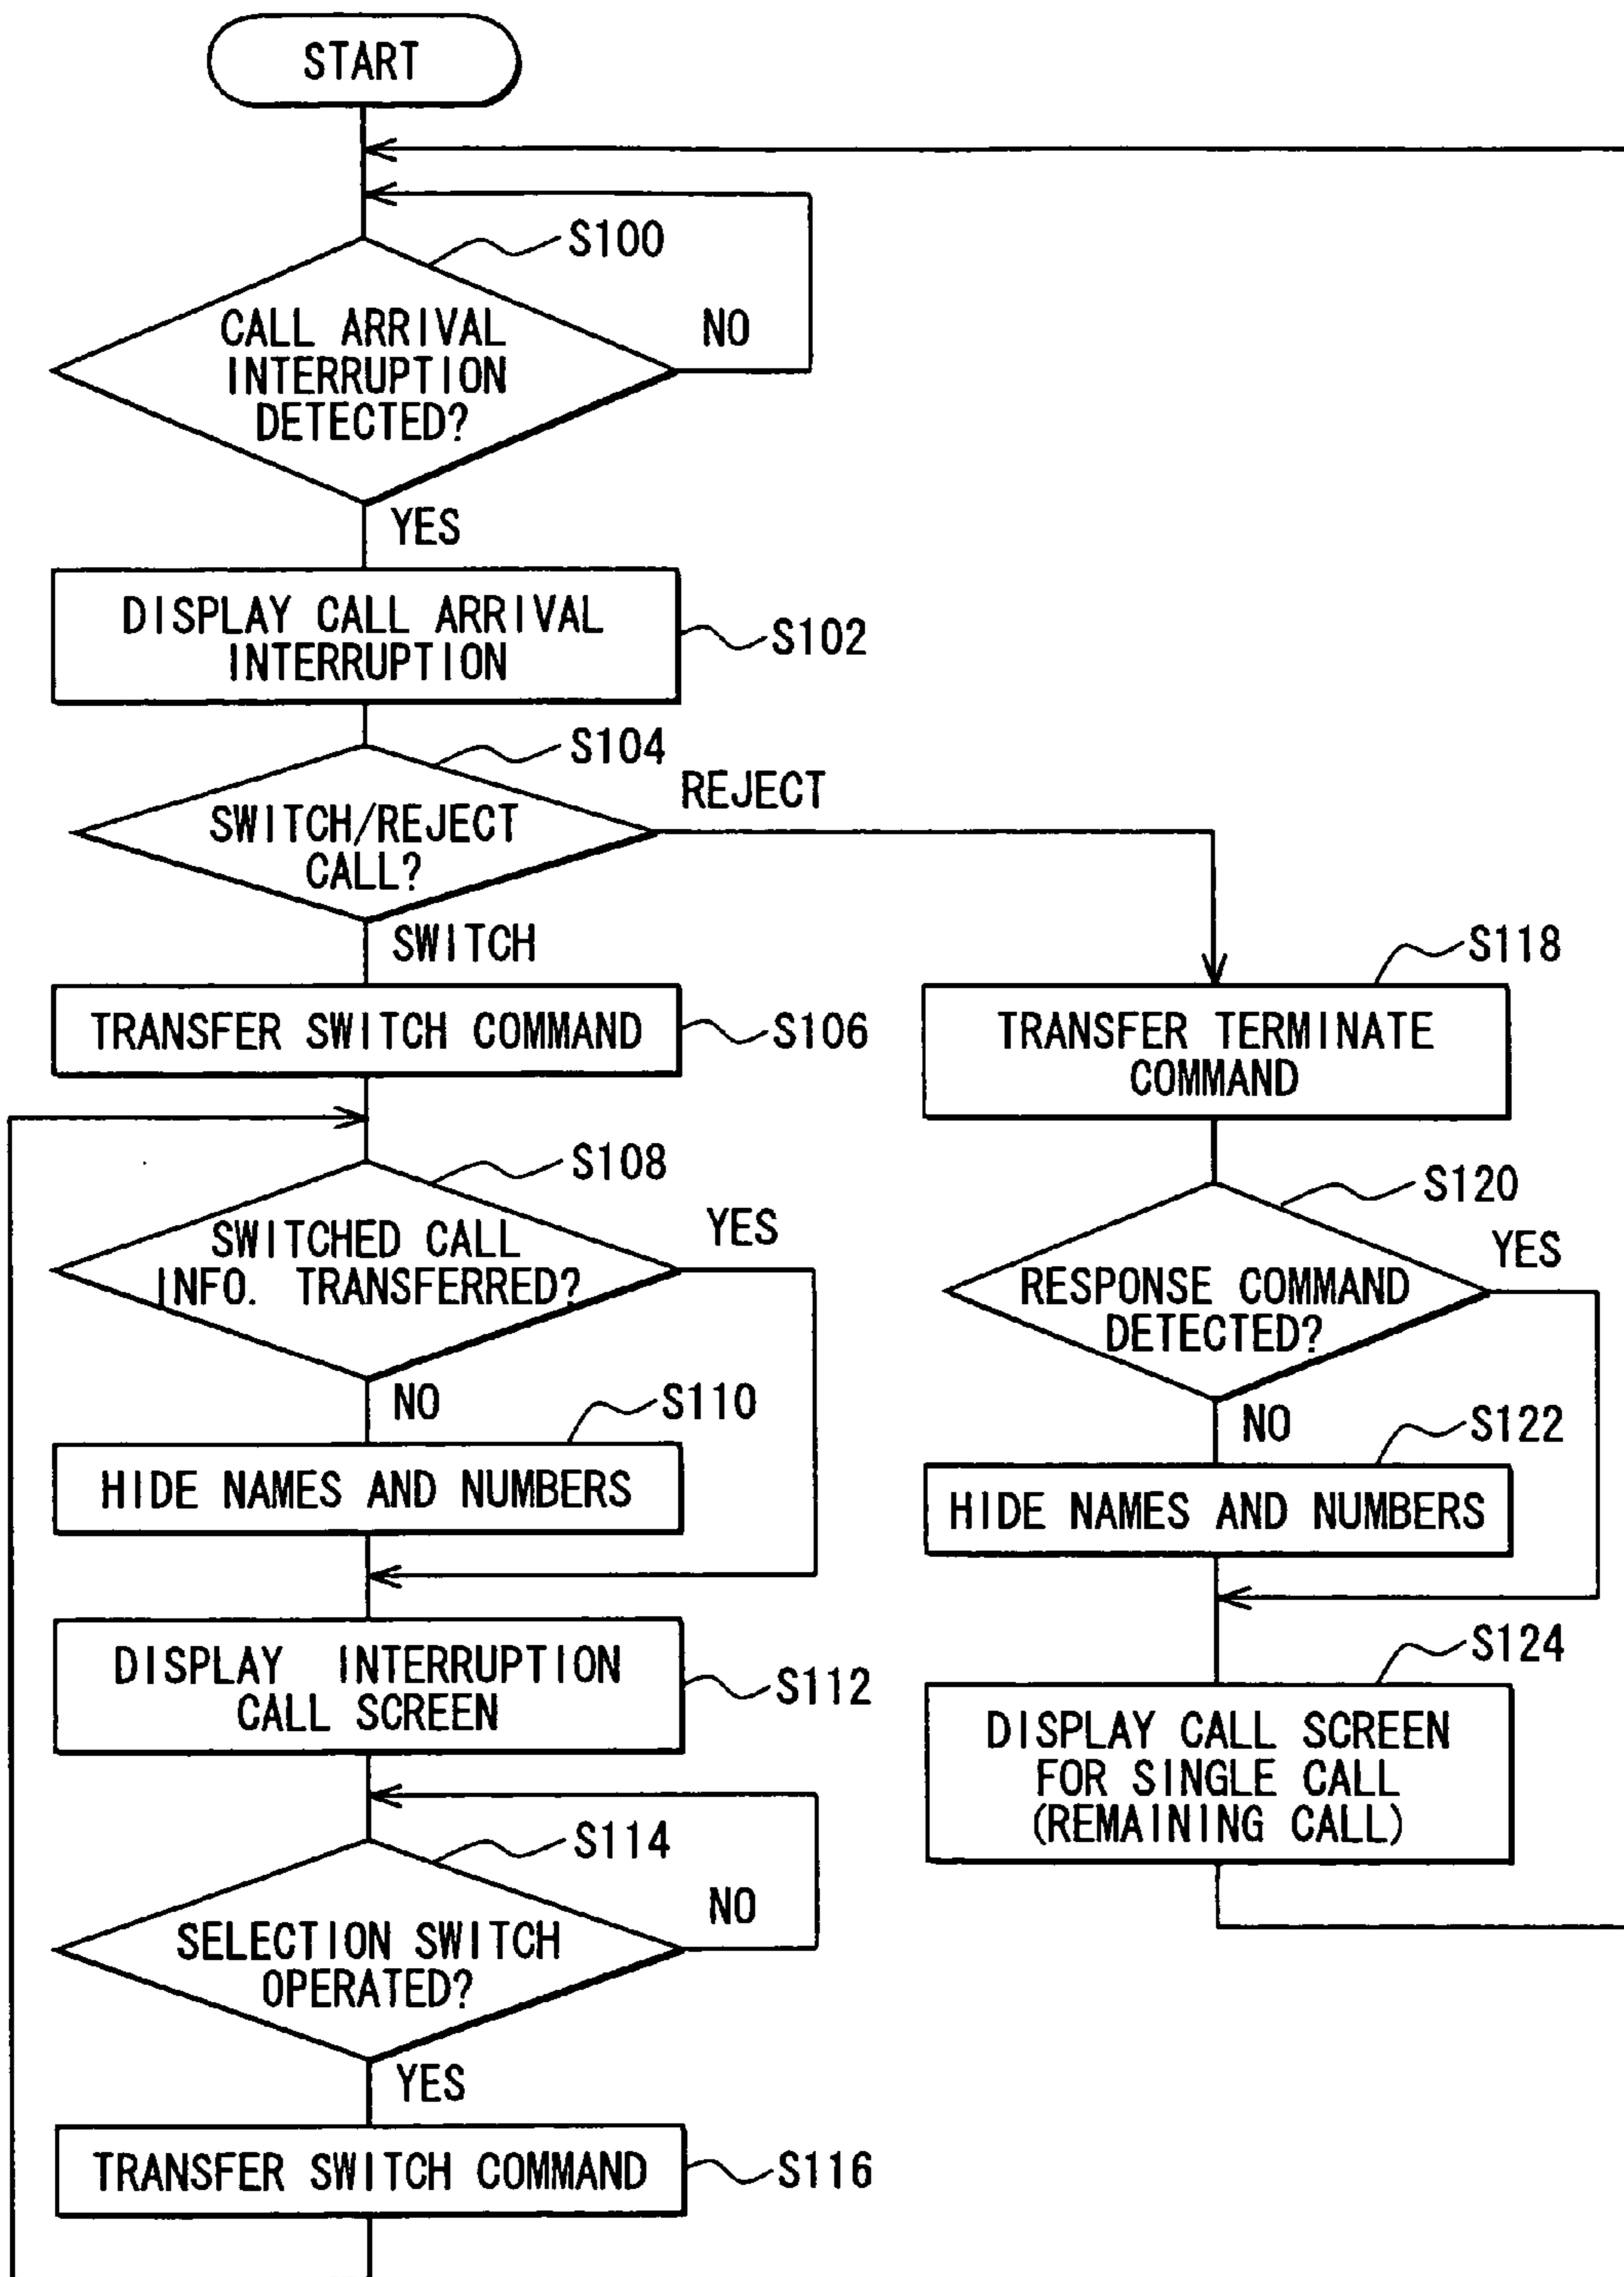 START
S100
CALL ARRIVAL
INTERRUPTION
DETECTED?
NO
YES
DISPLAY CALL ARRIVAL
INTERRUPTION
S102
S104
SWITCH/REJECT
CALL?
REJECT
SWITCH
TRANSFER SWITCH COMMAND
S106
S108
SWITCHED CALL
INFO. TRANSFERRED?
YES
NO
S110
HIDE NAMES AND NUMBERS
DISPLAY INTERRUPTION
CALL SCREEN
S112
S114
SELECTION SWITCH
OPERATED?
NO
YES
TRANSFER SWITCH COMMAND
S116
S118
TRANSFER TERMINATE
COMMAND
S120
RESPONSE COMMAND
DETECTED?
YES
NO
S122
HIDE NAMES AND NUMBERS
S124
DISPLAY CALL SCREEN
FOR SINGLE CALL
(REMAINING CALL)